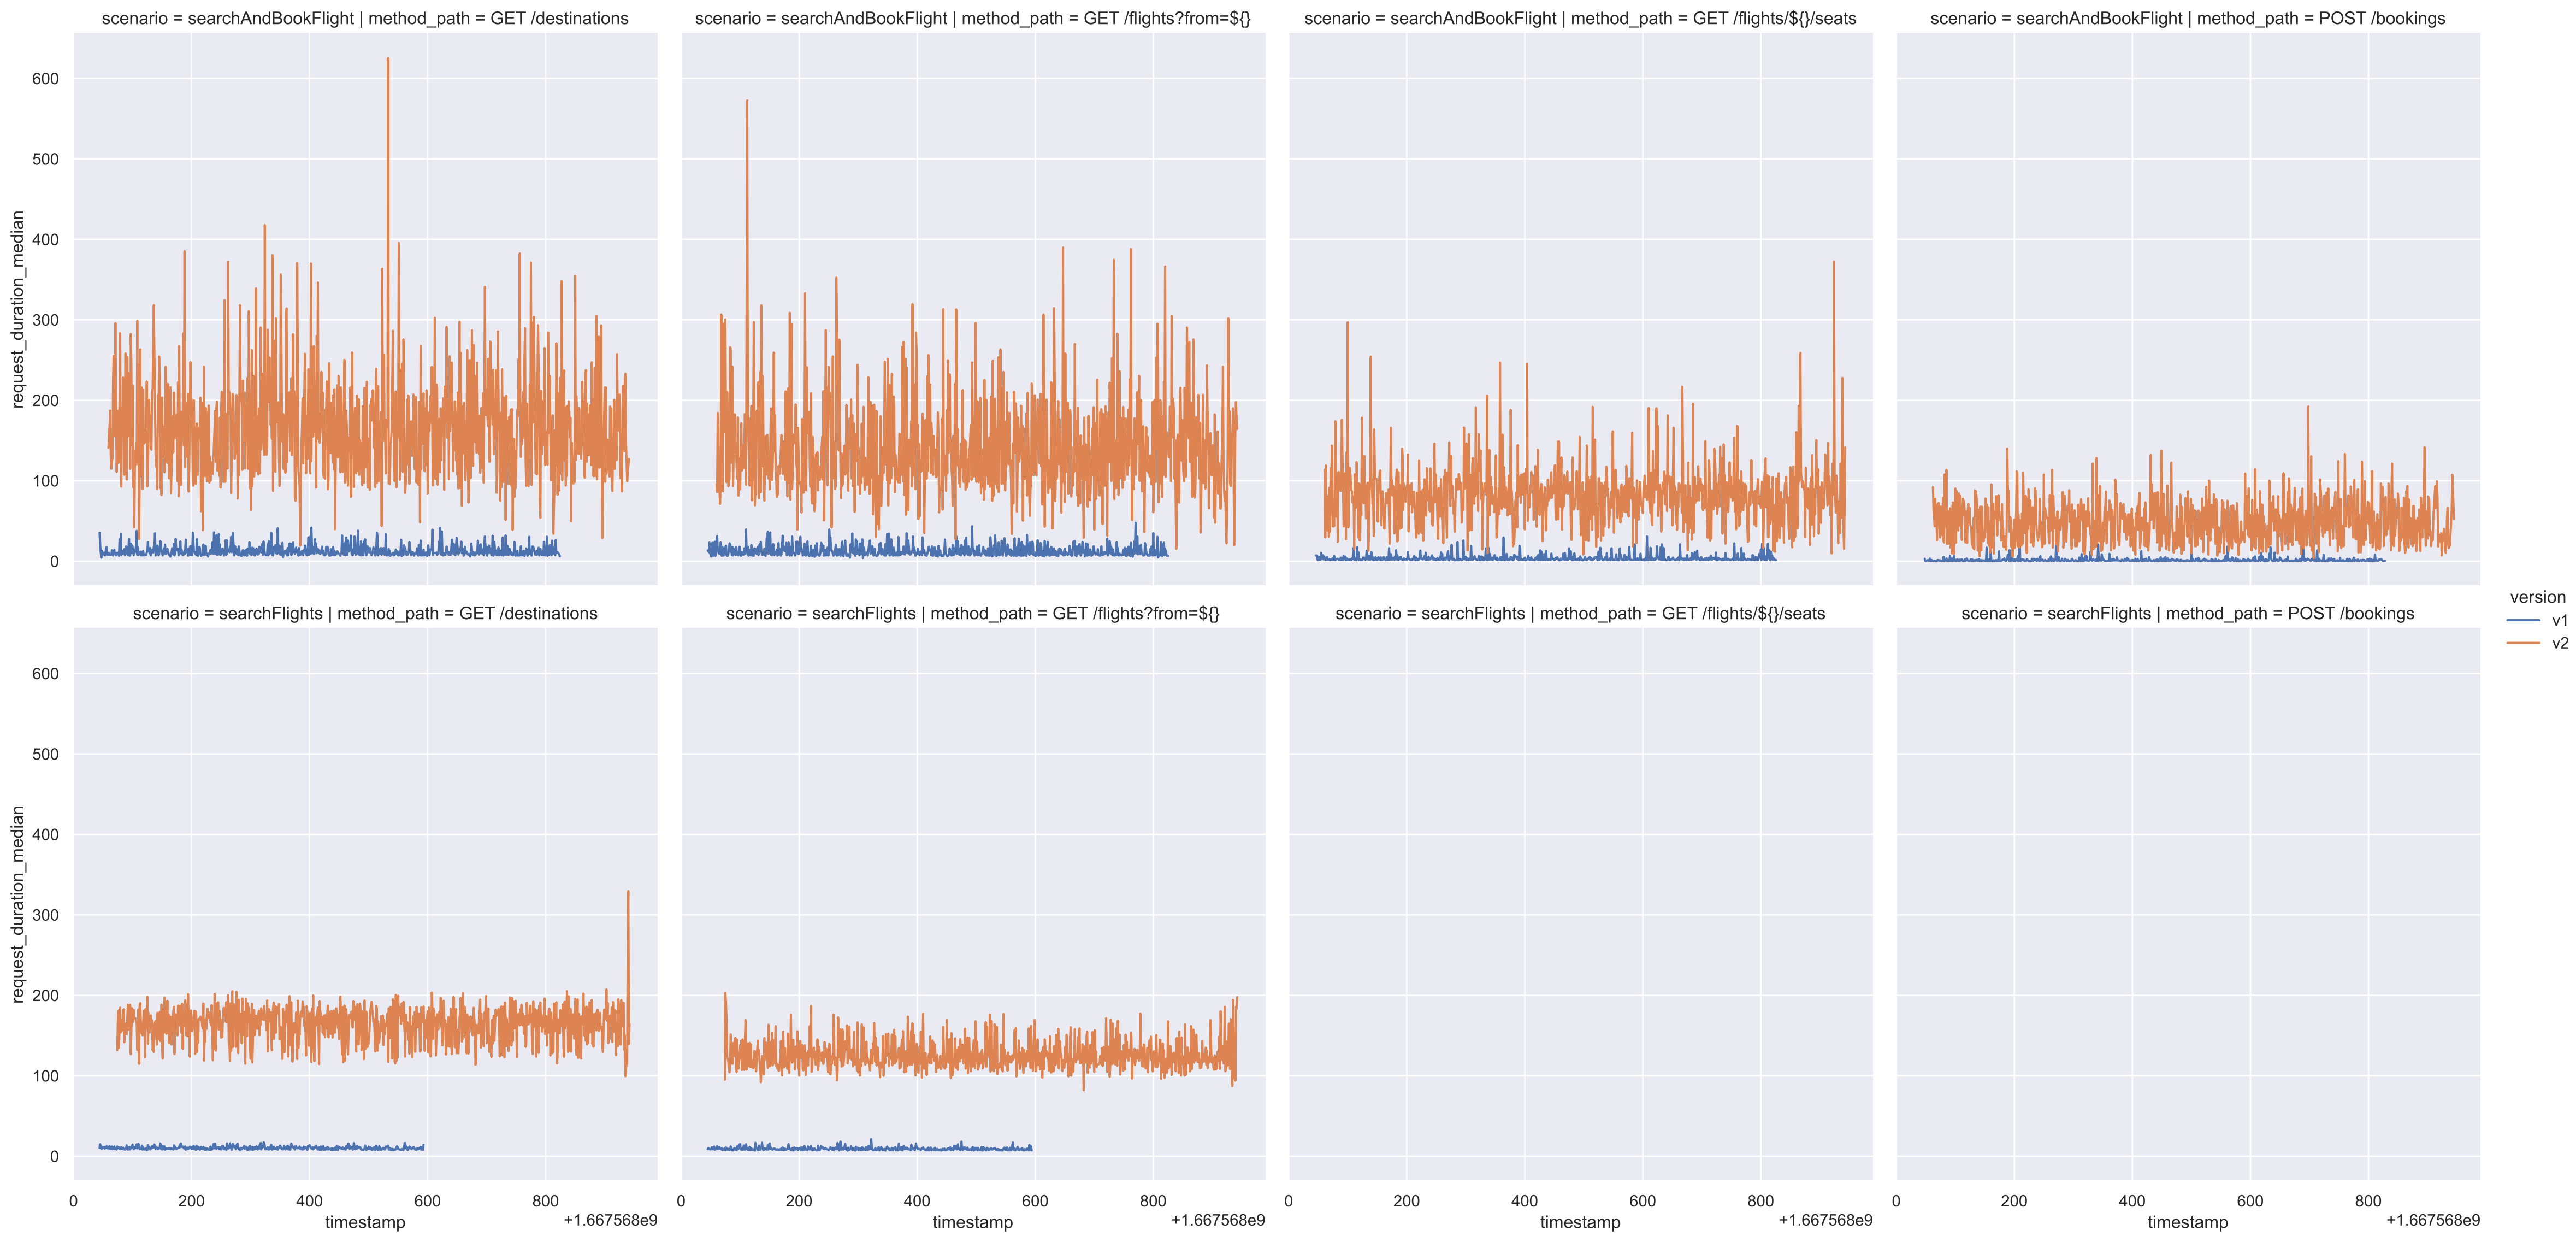 scenario = searchAndBookFlight | method_path = GET /destinations
scenario = searchAndBookFlight | method_path = GET /flights?from=${}
scenario = searchAndBookFlight | method_path = GET /flights/${}/seats
scenario = searchAndBookFlight | method_path = POST /bookings
600
500
400
300
200
100
0
request_duration_median
scenario = searchFlights | method_path = GET /destinations
scenario = searchFlights | method_path = GET /flights?from=${}
scenario = searchFlights | method_path = GET /flights/${}/seats
scenario = searchFlights | method_path = POST /bookings
version
v1
v2
600
500
400
300
200
100
0
request_duration_median
0 200 400 600 800
timestamp
+1.667568e9
0 200 400 600 800
timestamp
+1.667568e9
0 200 400 600 800
timestamp
+1.667568e9
0 200 400 600 800
timestamp
+1.667568e9